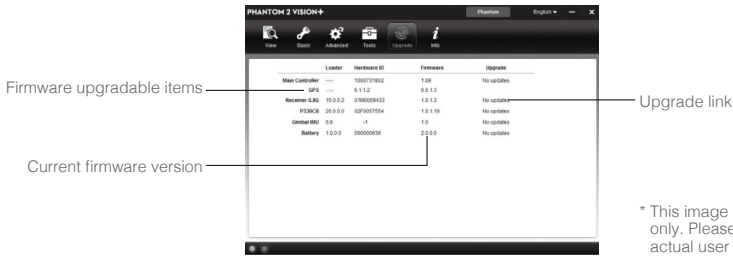 PHANTOM 2 VISION+ Phantom English
View Basic Advanced Tools Upgrade Info
Loader Hardware ID Firmware Upgrade
Main Controller -.-.- 1.09 No updates
GPS -.-.- 6.1.1.2 6.0.1.3
Receiver-5.8G 15.0.0.2 1.0.1.3 No updates
P330CB 26.0.0.0 1.0.1.19 No updates
Gimbal IMU 0.6 -1 1.0 No updates
Battery 1.0.0.0 000000636 2.0.0.0 No updates
Firmware upgradable items
Current firmware version
Upgrade link
* This image
only. Please
actual user